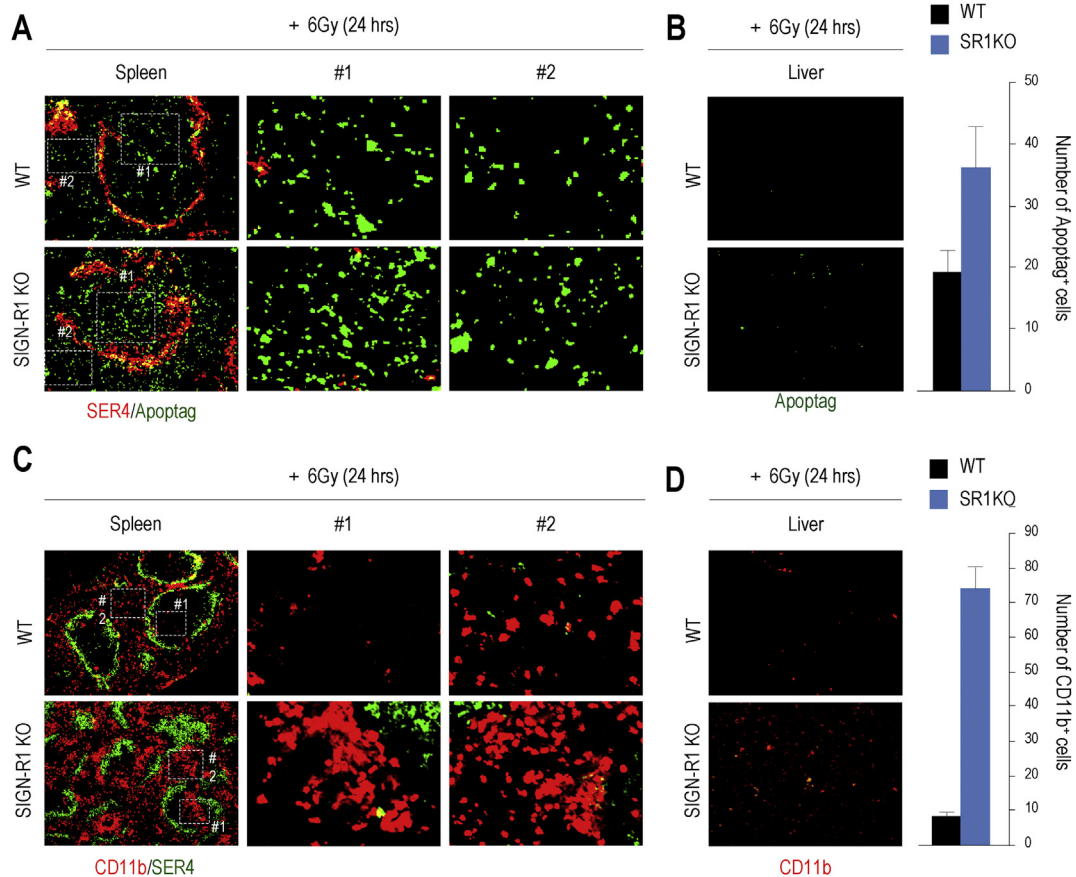 A
+ 6Gy (24 hrs)
Spleen
#1
#2
WT
#1
#2
SIGN-R1 KO
#1
#2
SER4/Apoptag
B
+ 6Gy (24 hrs)
Liver
WT
SIGN-R1 KO
Apoptag
WT
SR1KO
50
40
30
20
10
0
Number of Apoptag+ cells
C
+ 6Gy (24 hrs)
Spleen
#1
#2
WT
#1
#
2
SIGN-R1 KO
#
2
#1
CD11b/SER4
D
+ 6Gy (24 hrs)
Liver
WT
SIGN-R1 KO
CD11b
WT
SR1KO
90
80
70
60
50
40
30
20
10
0
Number of CD11b+ cells